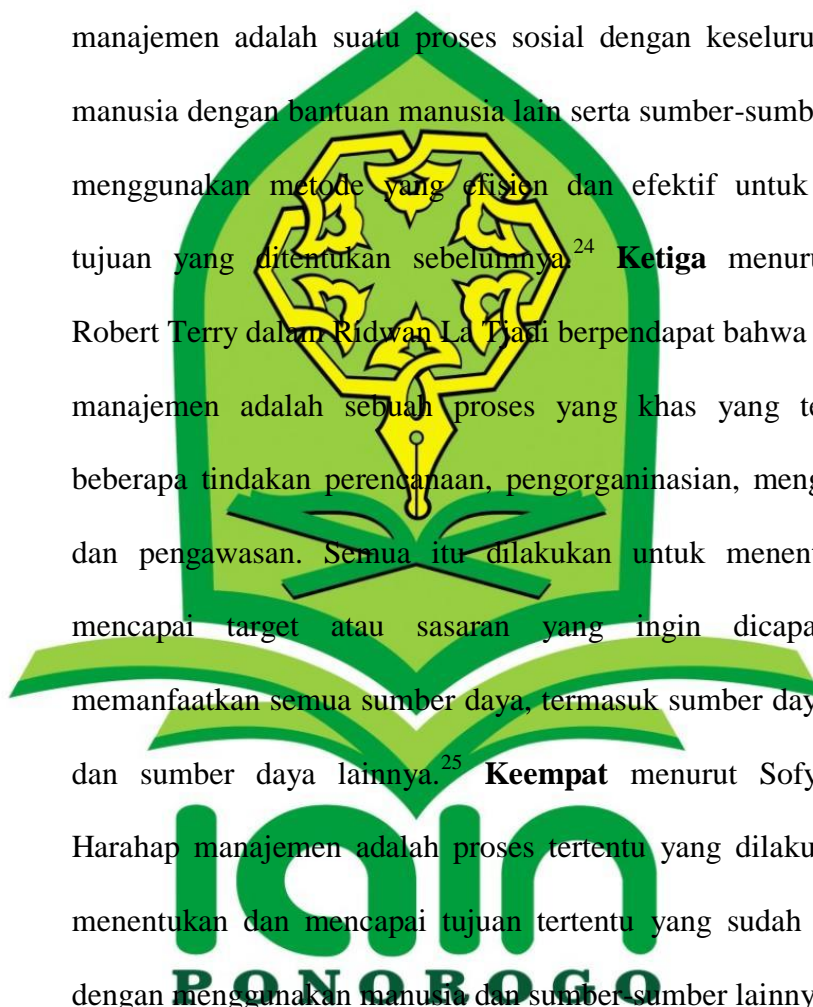 manajemen adalah suatu proses sosial dengan keseluru
manusia dengan bantuan manusia lain serta sumber-sumb
menggunakan metode yang efisien dan efektif untuk
tujuan yang ditentukan sebelumnya.24 Ketiga menuru
Robert Terry dalam Ridwan La Tjadi berpendapat bahwa
manajemen adalah sebuah proses yang khas yang te
beberapa tindakan perencanaan, pengorganinasian, meng
dan pengawasan. Semua itu dilakukan untuk menen
mencapai target atau sasaran yang ingin dicapa
memanfaatkan semua sumber daya, termasuk sumber day
dan sumber daya lainnya.25 Keempat menurut Sofy
Harahap manajemen adalah proses tertentu yang dilaku
menentukan dan mencapai tujuan tertentu yang sudah
dengan menggunakan manusia dan sumber-sumber lainny
iain
PONOROGO